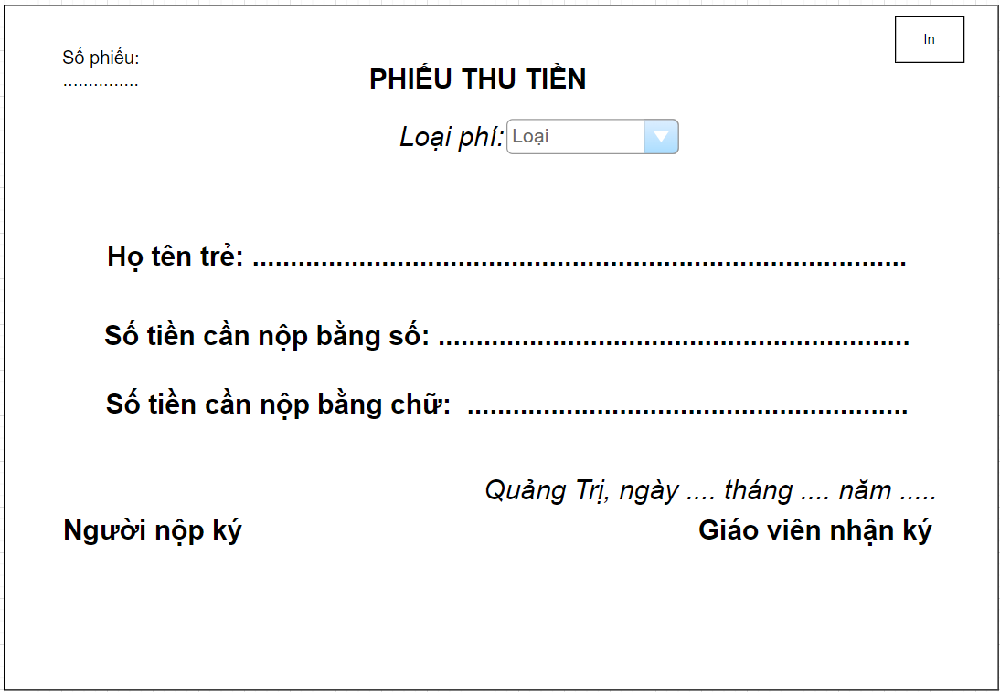 In
Số phiếu:
...............
PHIẾU THU TIỀN
Loại phí: Loại
Họ tên trẻ: ......................................................................................
Số tiền cần nộp bằng số: ..............................................................
Số tiền cần nộp bằng chữ: ..........................................................
Quảng Trị, ngày .... tháng .... năm .....
Người nộp ký Giáo viên nhận ký